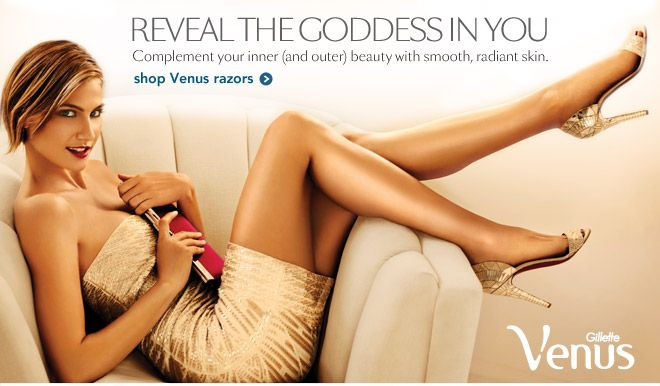 REVEAL THE GODDESS IN YOU
Complement your inner (and outer) beauty with smooth, radiant skin.
shop Venus razors
Gillette
Venus